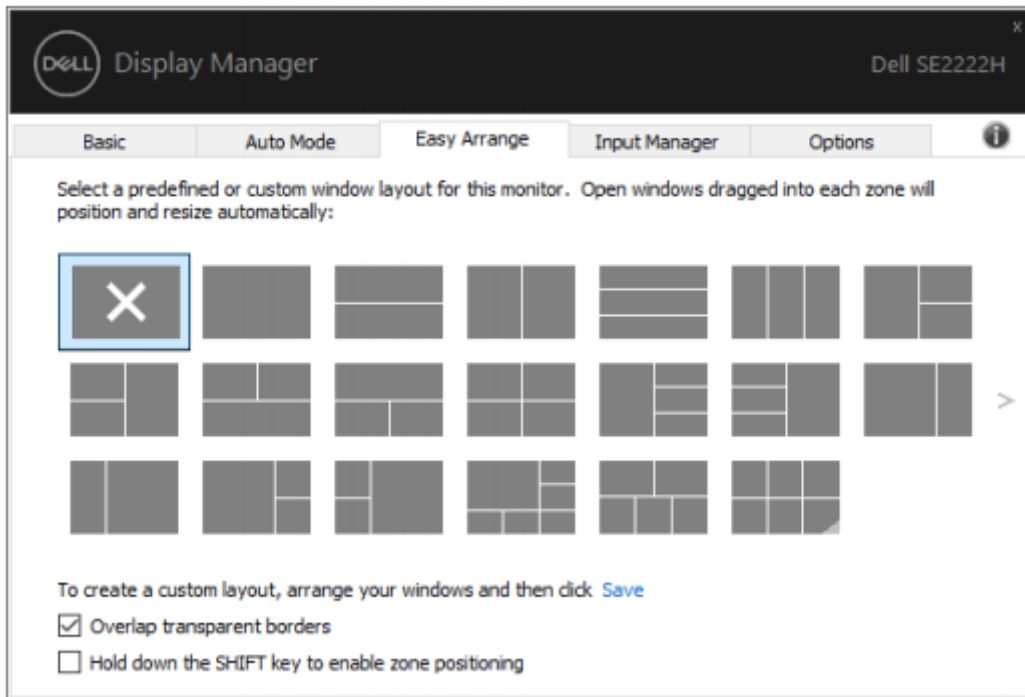 DELL Display Manager
Dell SE2222H
x
Basic
Auto Mode
Easy Arrange
Input Manager
Options
i
Select a predefined or custom window layout for this monitor. Open windows dragged into each zone will
position and resize automatically:
>
To create a custom layout, arrange your windows and then click Save
Overlap transparent borders
Hold down the SHIFT key to enable zone positioning